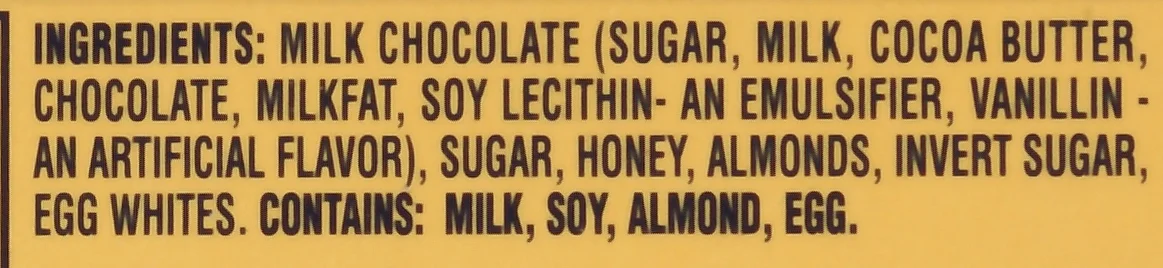 INGREDIENTS: MILK CHOCOLATE (SUGAR, MILK, COCOA BUTTER,
CHOCOLATE, MILKFAT, SOY LECITHIN- AN EMULSIFIER, VANILLIN -
AN ARTIFICIAL FLAVOR), SUGAR, HONEY, ALMONDS, INVERT SUGAR,
EGG WHITES. CONTAINS: MILK, SOY, ALMOND, EGG.